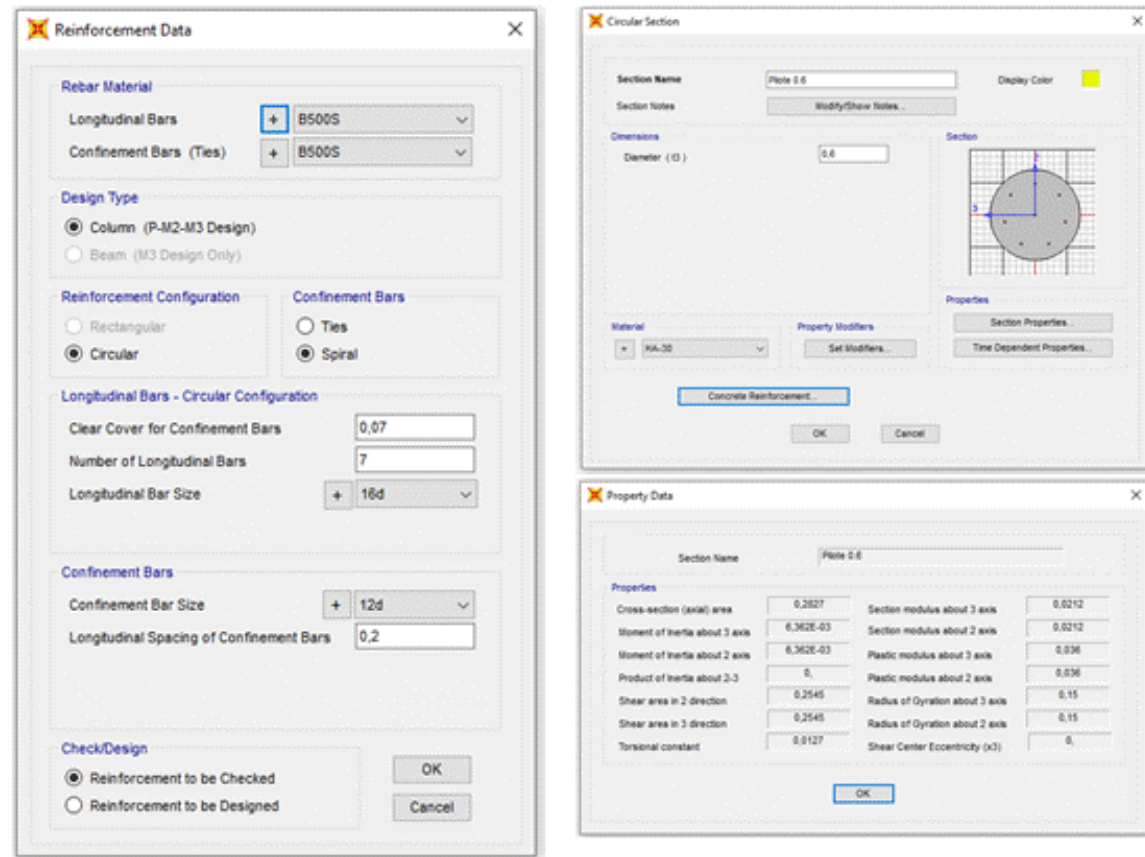 Reinforcement Data
Rebar Material
Longitudinal Bars + B500S
Confinement Bars (Ties) + B500S
Design Type
Column (P-M2-M3 Design)
Beam (M3 Design Only)
Reinforcement Configuration
Rectangular
Circular
Confinement Bars
Ties
Spiral
Longitudinal Bars - Circular Configuration
Clear Cover for Confinement Bars 0,07
Number of Longitudinal Bars 7
Longitudinal Bar Size + 16d
Confinement Bars
Confinement Bar Size + 12d
Longitudinal Spacing of Confinement Bars 0,2
Check/Design
Reinforcement to be Checked
Reinforcement to be Designed
OK
Cancel
Circular Section
Section Name Pilote 0.6 Display Color
Section Notes Modify/Show Notes...
Dimensions
Diameter ( t3 ) 0,6
Section
2
3
Properties
Section Properties...
Time Dependent Properties...
Material
+ HA-30
Property Modifiers
Set Modifiers...
Concrete Reinforcement...
OK Cancel
Property Data
Section Name Pilote 0.6
Properties
Cross-section (axial) area 0,2827 Section modulus about 3 axis 0,0212
Moment of Inertia about 3 axis 6,362E-03 Section modulus about 2 axis 0,0212
Moment of Inertia about 2 axis 6,362E-03 Plastic modulus about 3 axis 0,036
Product of Inertia about 2-3 0, Plastic modulus about 2 axis 0,036
Shear area in 2 direction 0,2545 Radius of Gyration about 3 axis 0,15
Shear area in 3 direction 0,2545 Radius of Gyration about 2 axis 0,15
Torsional constant 0,0127 Shear Center Eccentricity (x3) 0,
OK